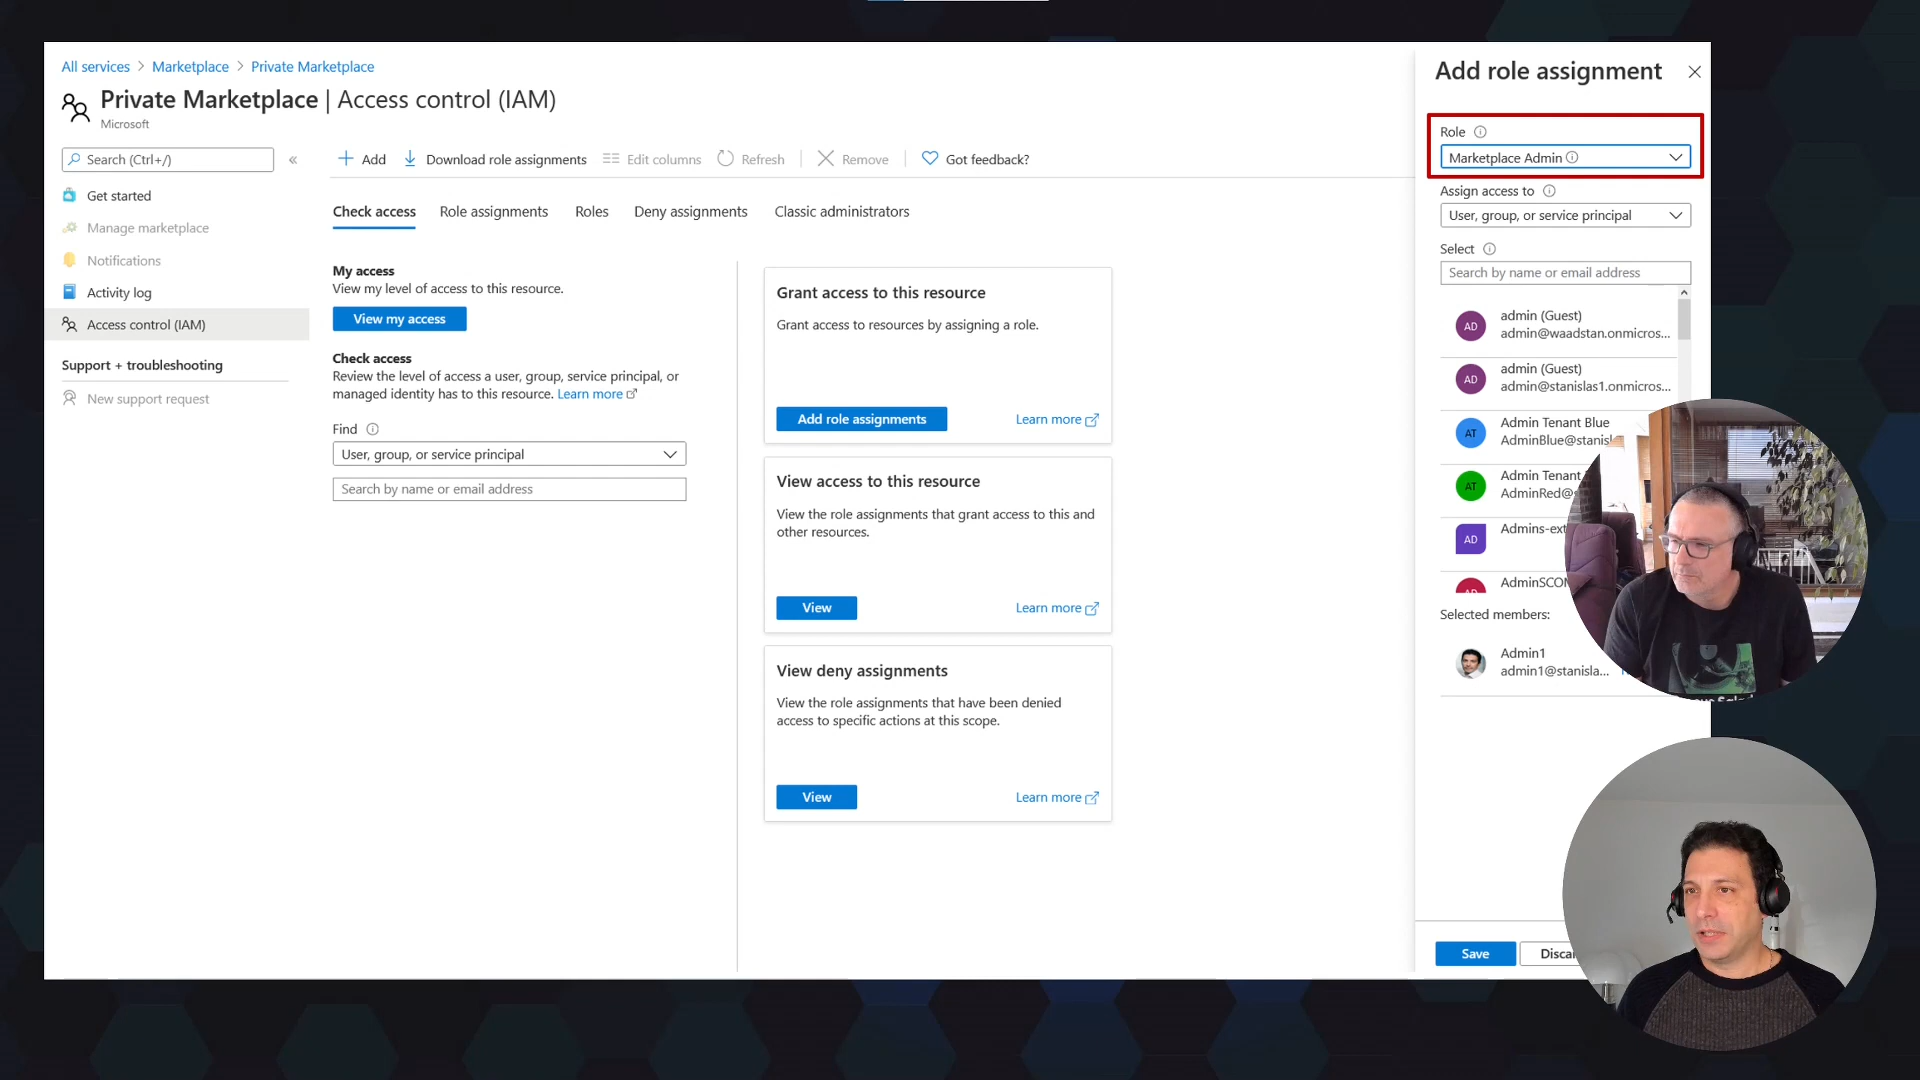 All services > Marketplace > Private Marketplace
Private Marketplace | Access control (IAM)
Microsoft
Search (Ctrl+/)
Get started
Manage marketplace
Notifications
Activity log
Access control (IAM)
Support + troubleshooting
New support request
Add
Download role assignments
Edit columns
Refresh
Remove
Got feedback?
Check access
Role assignments
Roles
Deny assignments
Classic administrators
My access
View my level of access to this resource.
View my access
Check access
Review the level of access a user, group, service principal, or
managed identity has to this resource. Learn more
Find
User, group, or service principal
Search by name or email address
Grant access to this resource
Grant access to resources by assigning a role.
Add role assignments
Learn more
View access to this resource
View the role assignments that grant access to this and
other resources.
View
Learn more
View deny assignments
View the role assignments that have been denied
access to specific actions at this scope.
View
Learn more
Add role assignment
Role
Marketplace Admin
Assign access to
User, group, or service principal
Select
Search by name or email address
AD
admin (Guest)
admin@waadstan.onmicros...
AD
admin (Guest)
admin@stanislas1.onmicros...
AT
Admin Tenant Blue
AdminBlue@stanisl
AT
Admin Tenant
AdminRed@
AD
Admins-ext
AD
AdminSCOM
Selected members:
Admin1
admin1@stanisla...
Save
Discar